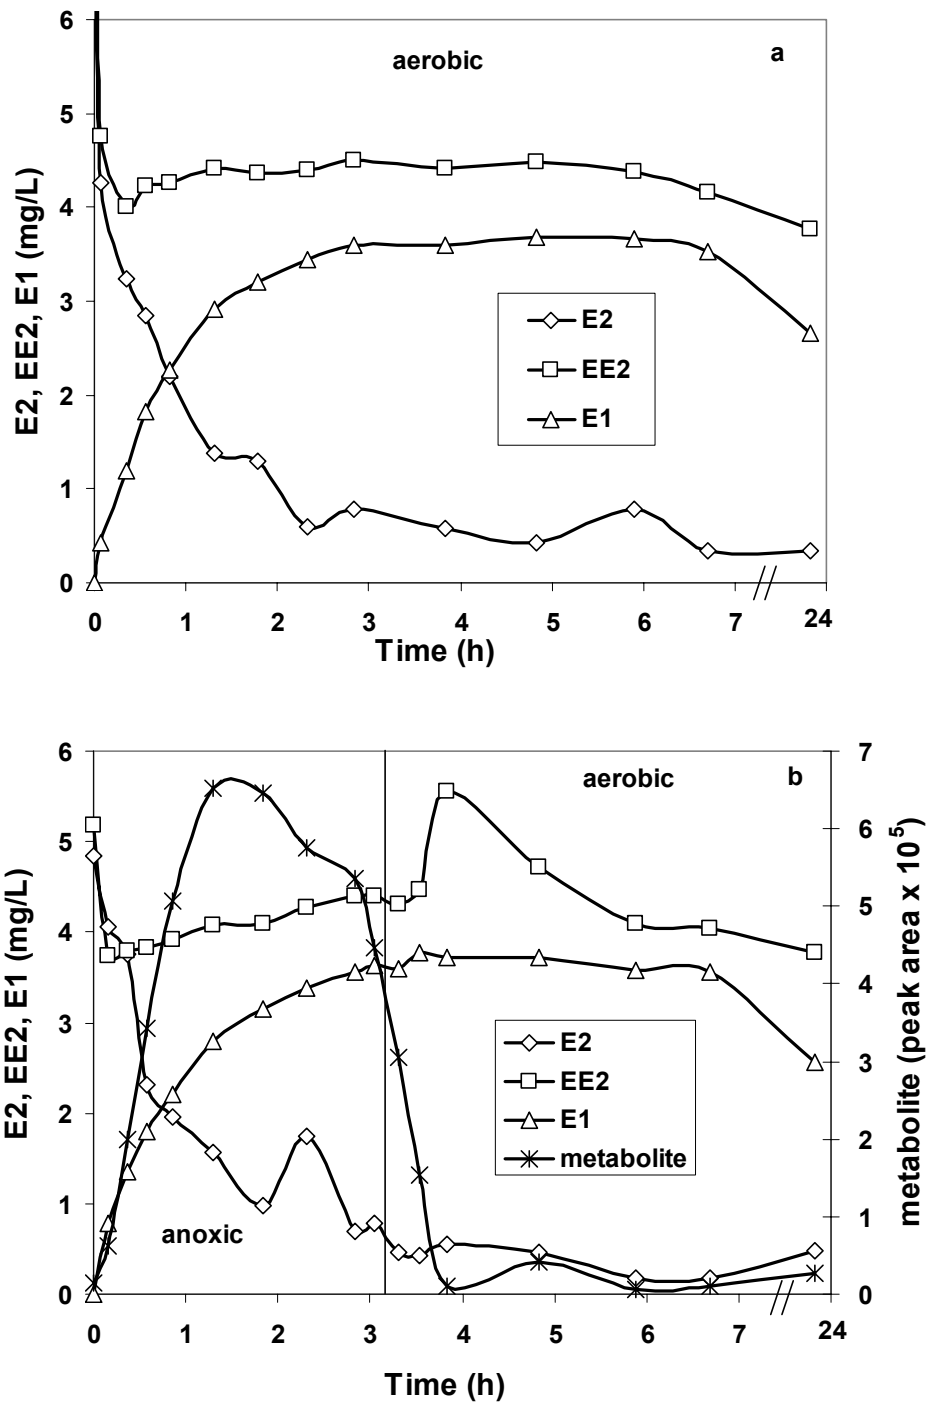 6
5
4
3
2
1
0
E2, EE2, E1 (mg/L)
aerobic
a
E2
EE2
E1
0 1 2 3 4 5 6 7 24
Time (h)
6
5
4
3
2
1
0
E2, EE2, E1 (mg/L)
aerobic
b
anoxic
E2
EE2
E1
metabolite
7
6
5
4
3
2
1
0
metabolite (peak area x 10⁵)
0 1 2 3 4 5 6 7 24
Time (h)